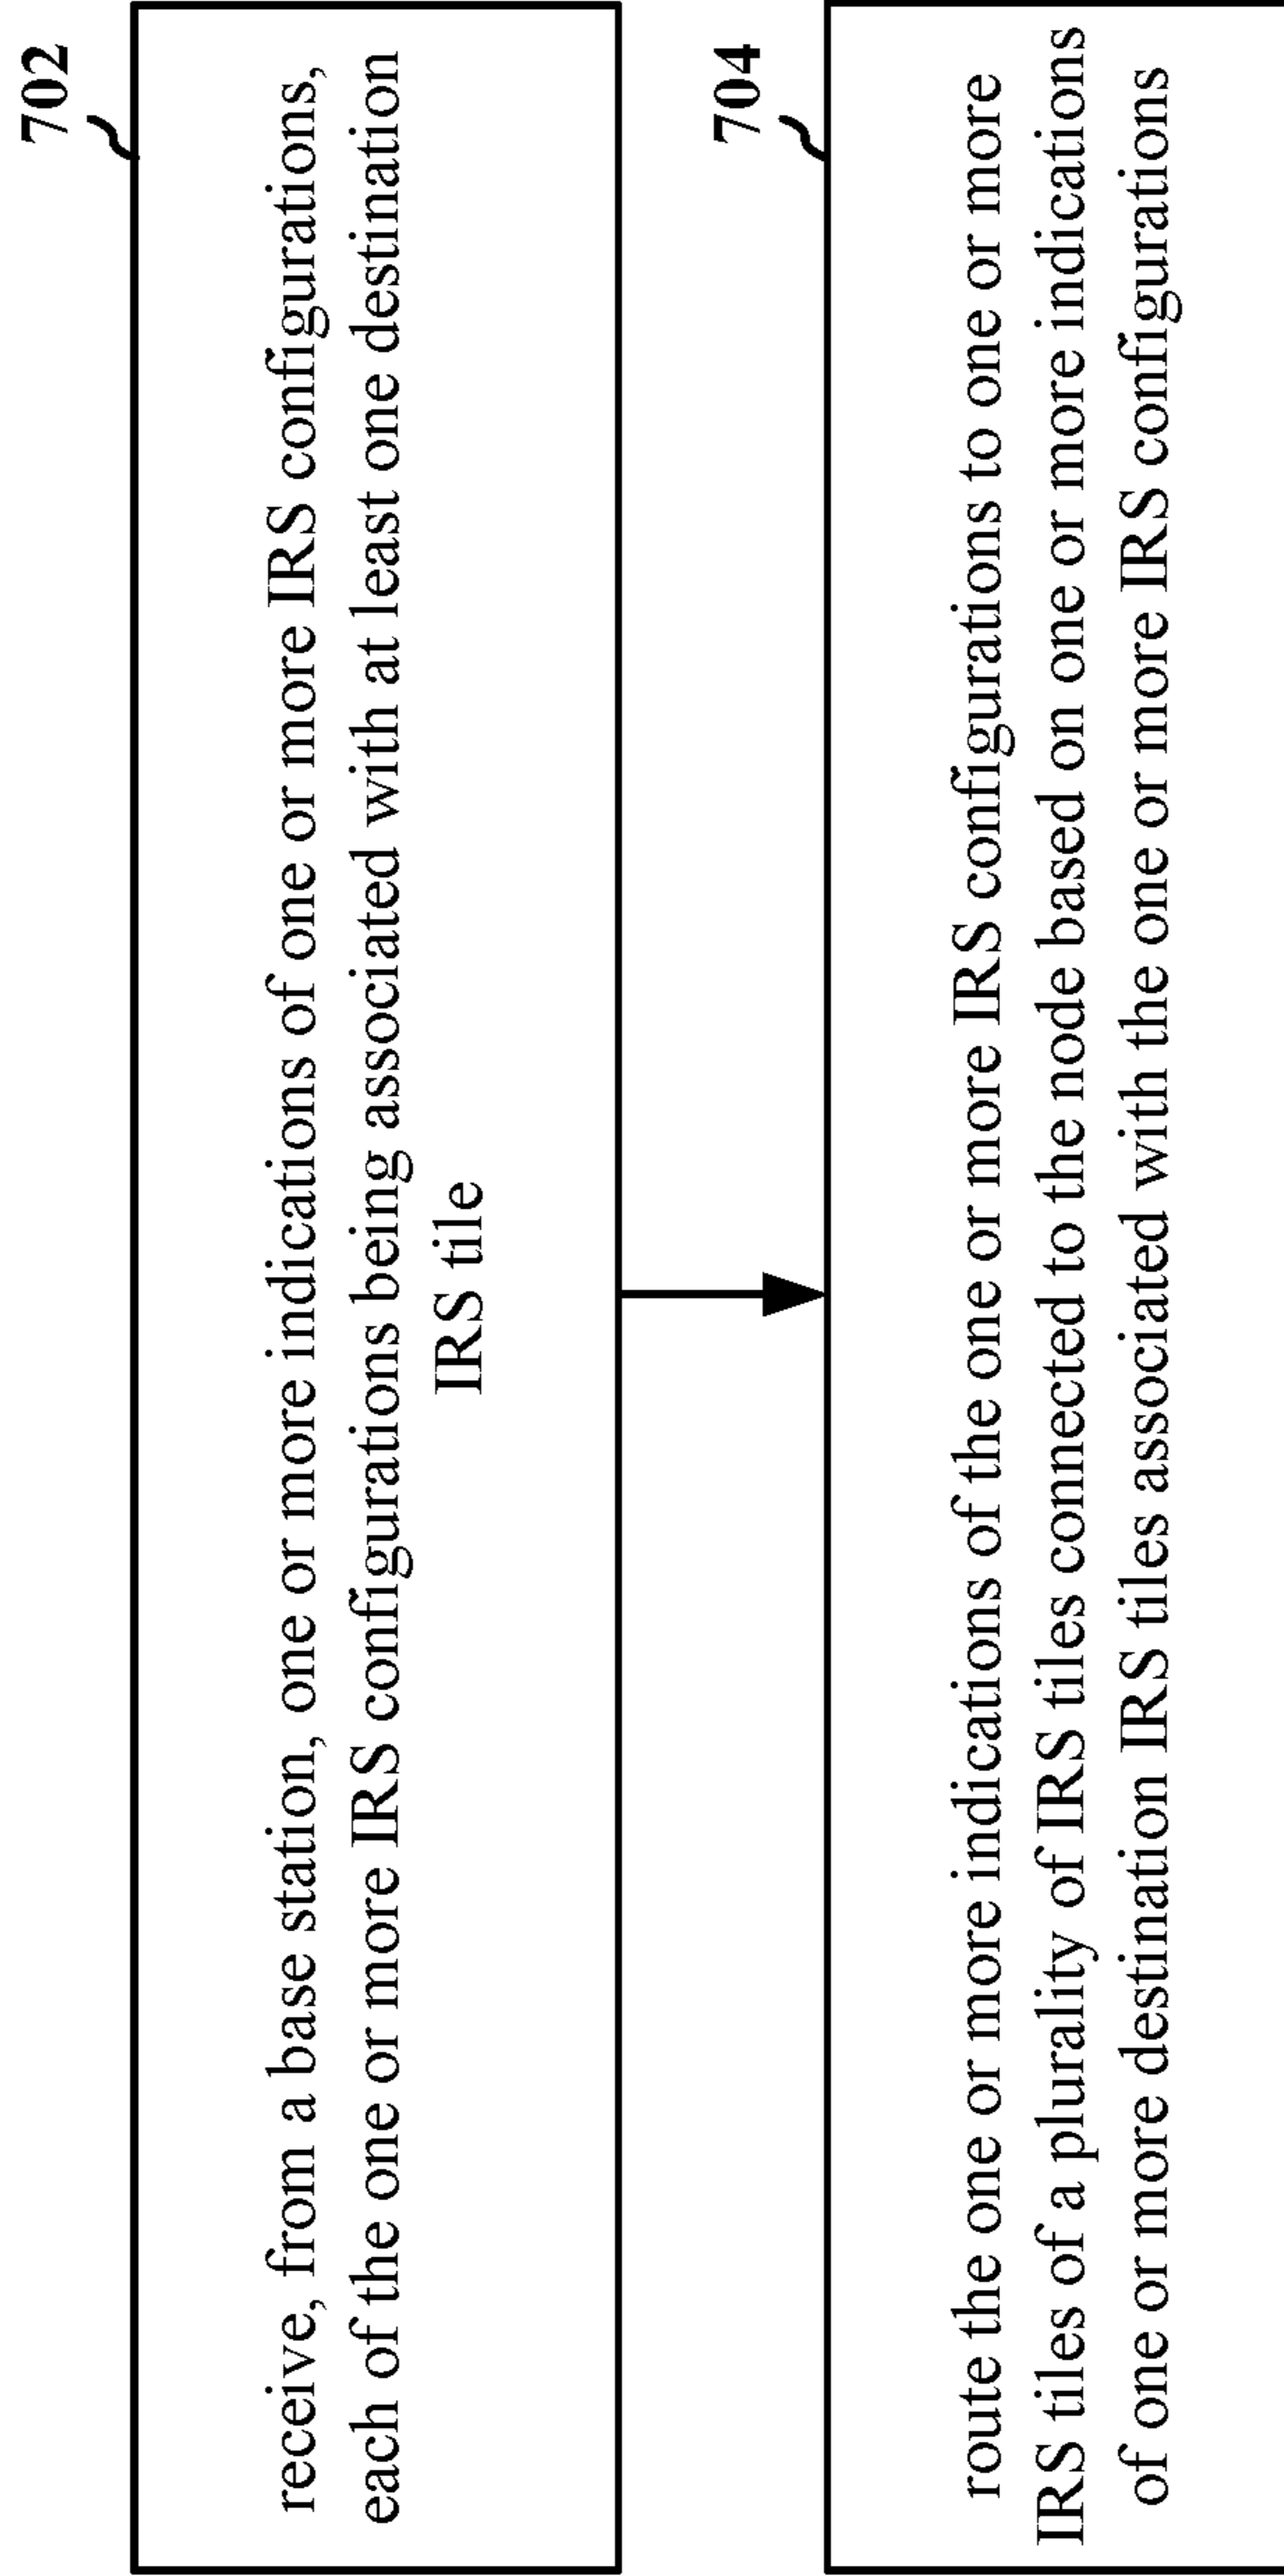 702
receive, from a base station, one or more indications of one or more IRS configurations,
each of the one or more IRS configurations being associated with at least one destination
IRS tile
704
route the one or more indications of the one or more IRS configurations to one or more
IRS tiles of a plurality of IRS tiles connected to the node based on one or more indications
of one or more destination IRS tiles associated with the one or more IRS configurations